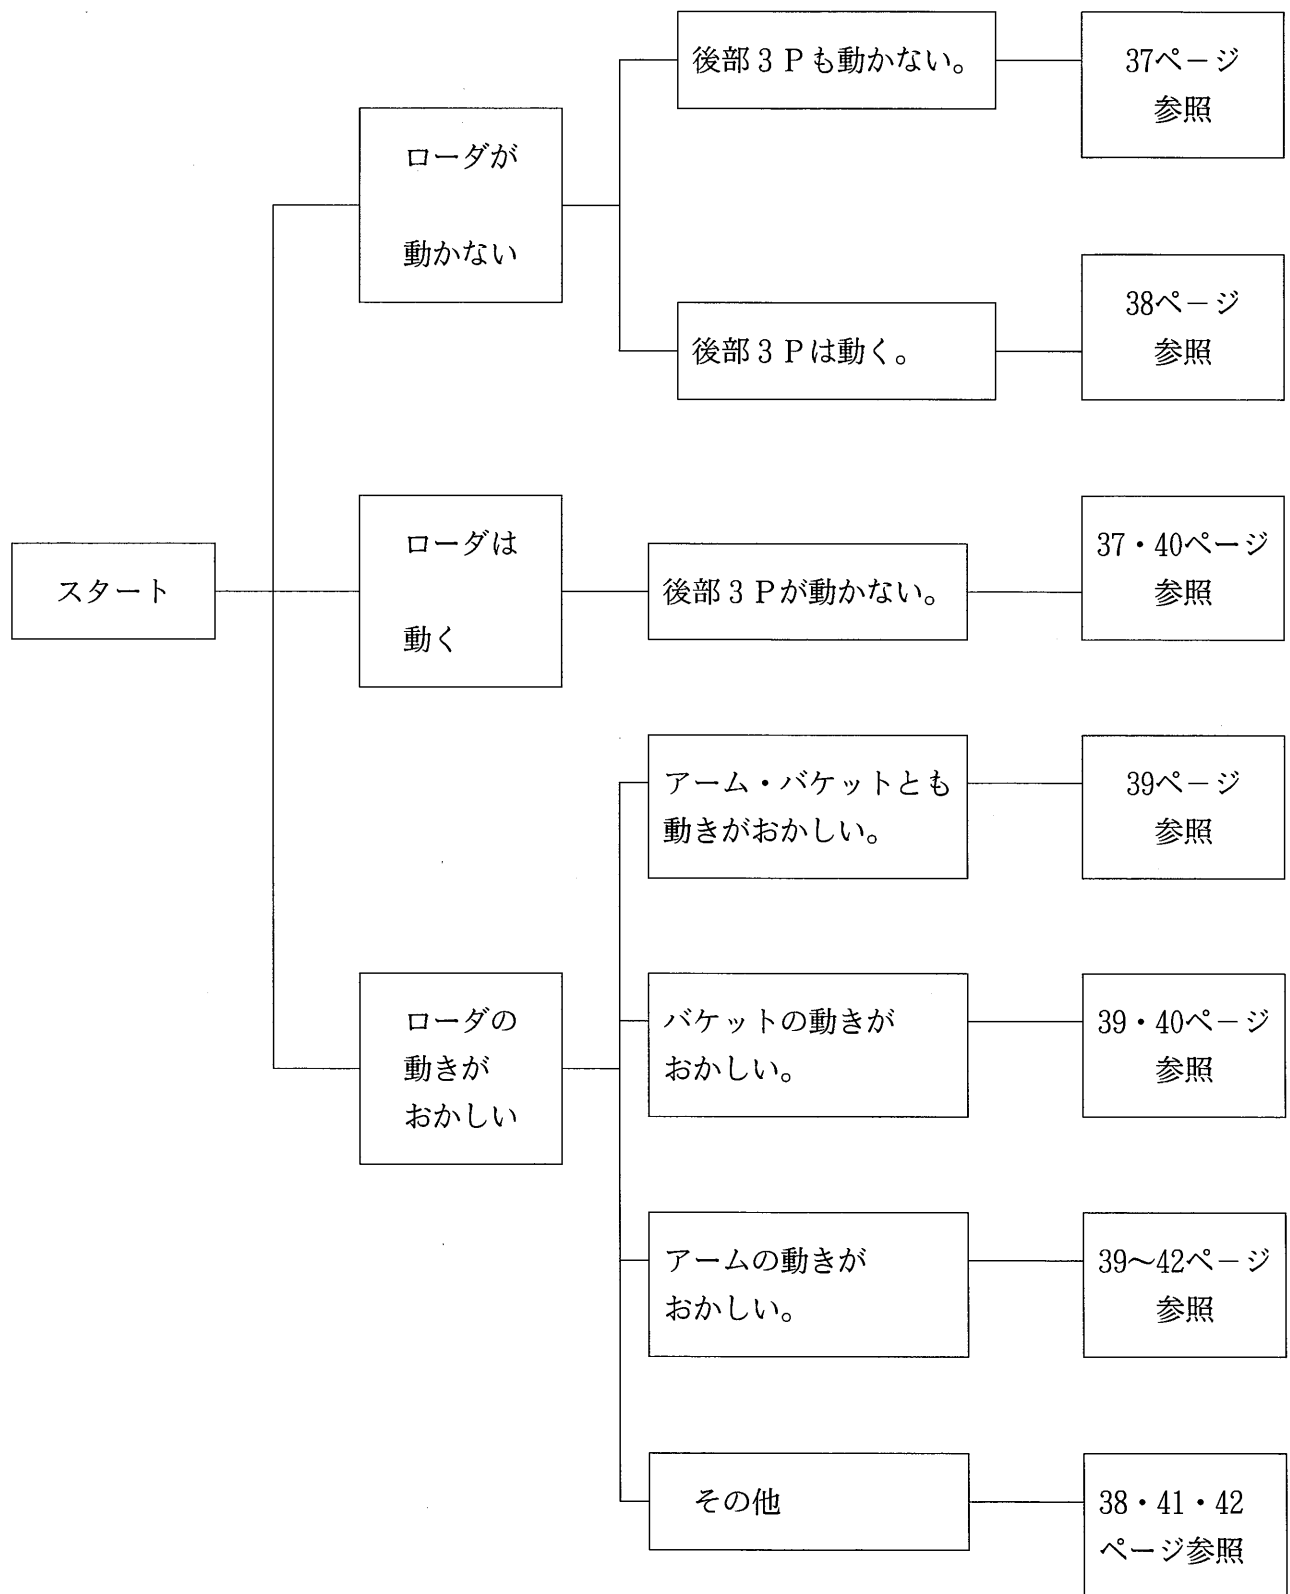 後部３Ｐも動かない。
37ページ
参照
ローダが
動かない
後部３Ｐは動く。
38ページ
参照
スタート
ローダは
動く
後部３Ｐが動かない。
37・40ページ
参照
アーム・バケットとも
動きがおかしい。
39ページ
参照
ローダの
動きが
おかしい
バケットの動きが
おかしい。
39・40ページ
参照
アームの動きが
おかしい。
39～42ページ
参照
その他
38・41・42
ページ参照